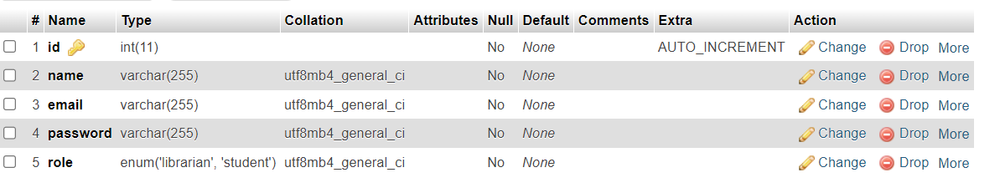 # Name Type Collation Attributes Null Default Comments Extra Action
1 id int(11) No None AUTO_INCREMENT Change Drop More
2 name varchar(255) utf8mb4_general_ci No None Change Drop More
3 email varchar(255) utf8mb4_general_ci No None Change Drop More
4 password varchar(255) utf8mb4_general_ci No None Change Drop More
5 role enum('librarian', 'student') utf8mb4_general_ci No None Change Drop More